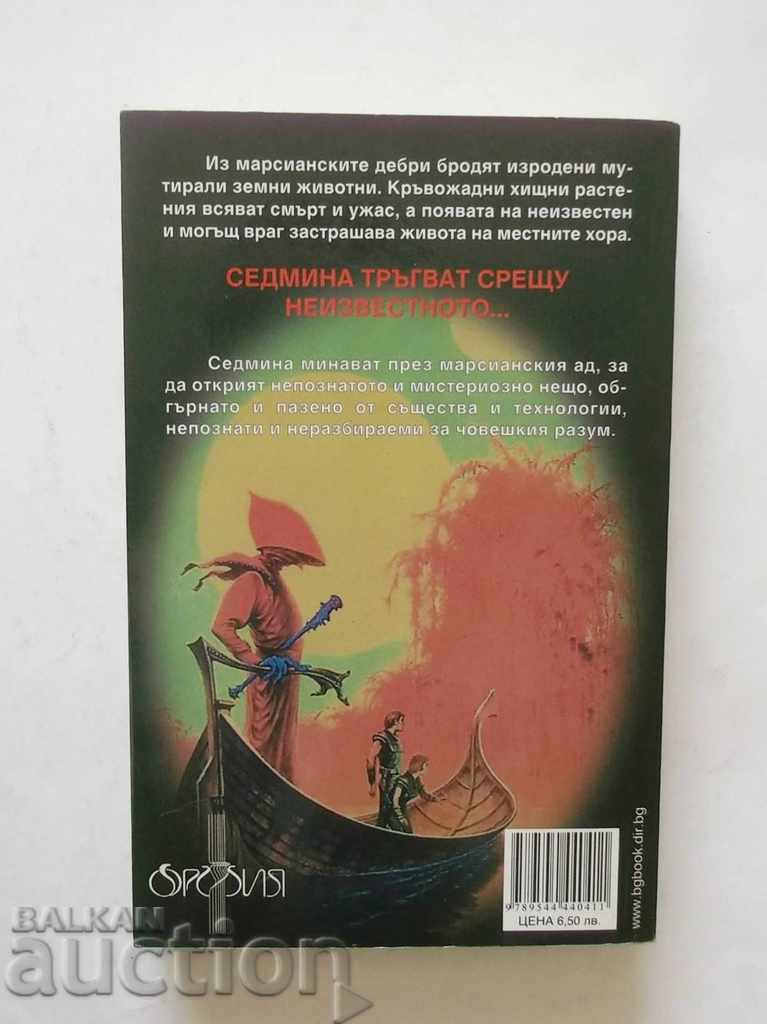 Из марсианските дебри бродят изродени му-
тирали земни животни. Кръвожадни хищни расте-
ния всяват смърт и ужас, а появата на неизвестен
и могъщ враг застрашава живота на местните хора.
СЕДМИНА ТРЪГВАТ СРЕЩУ
НЕИЗВЕСТНОТО...
Седмина минават през марсианския ад, за
да открият непознатото и мистериозно нещо, об-
гърнато и пазено от същества и технологии,
непознати и неразбираеми за човешкия разум.
www.bgbook.dir.bg
9 789544 440411
ЦЕНА 6,50 лв.
BALKAN
auction